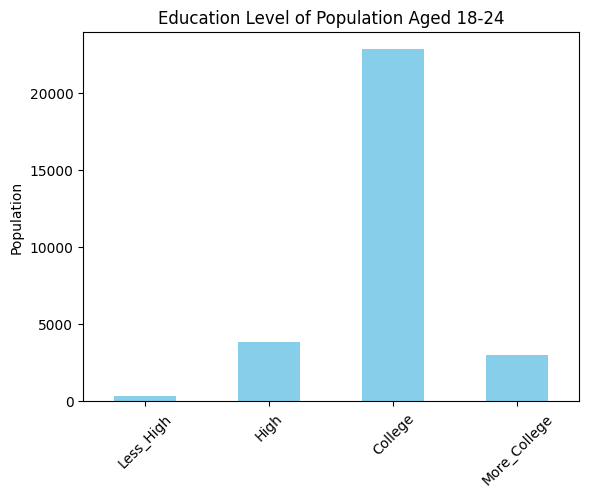 Education Level of Population Aged 18-24
Population
20000
15000
10000
5000
0
Less_High
High
College
More_College